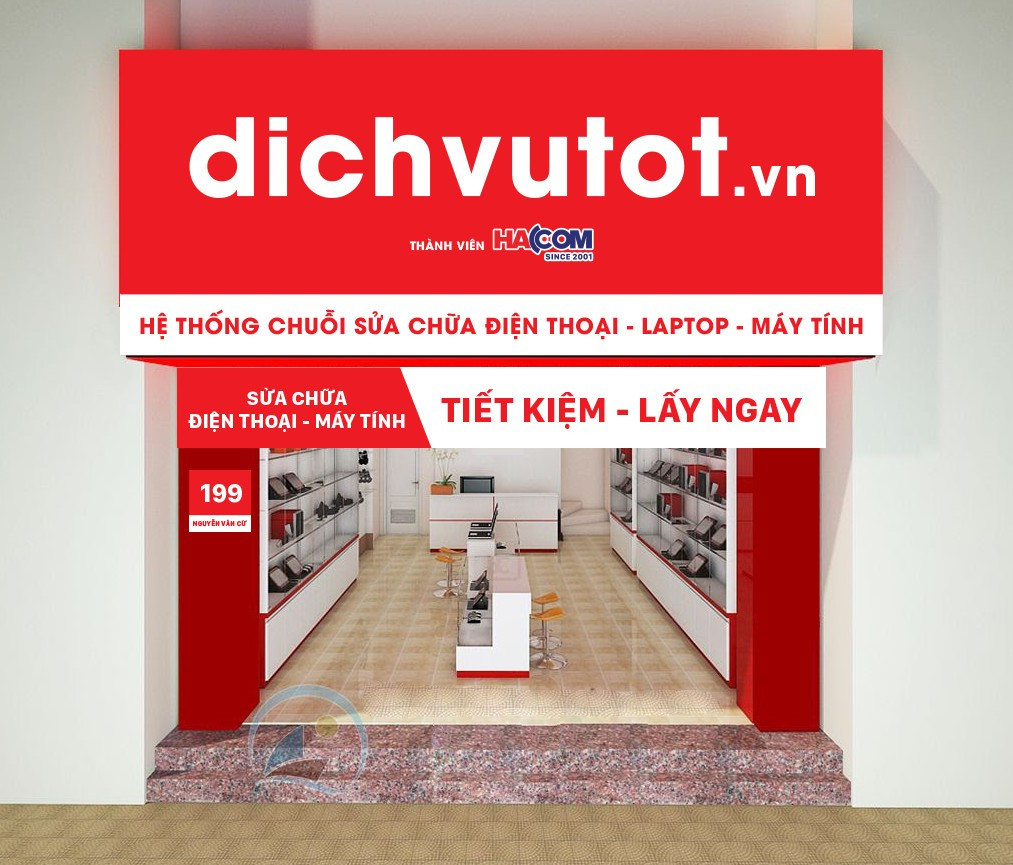 dichvutot.vn
THÀNH VIÊN HACOM
SINCE 2001
HỆ THỐNG CHUỖI SỬA CHỮA ĐIỆN THOẠI - LAPTOP - MÁY TÍNH
SỬA CHỮA
ĐIỆN THOẠI - MÁY TÍNH
TIẾT KIỆM - LẤY NGAY
199
NGUYỄN VĂN CỪ